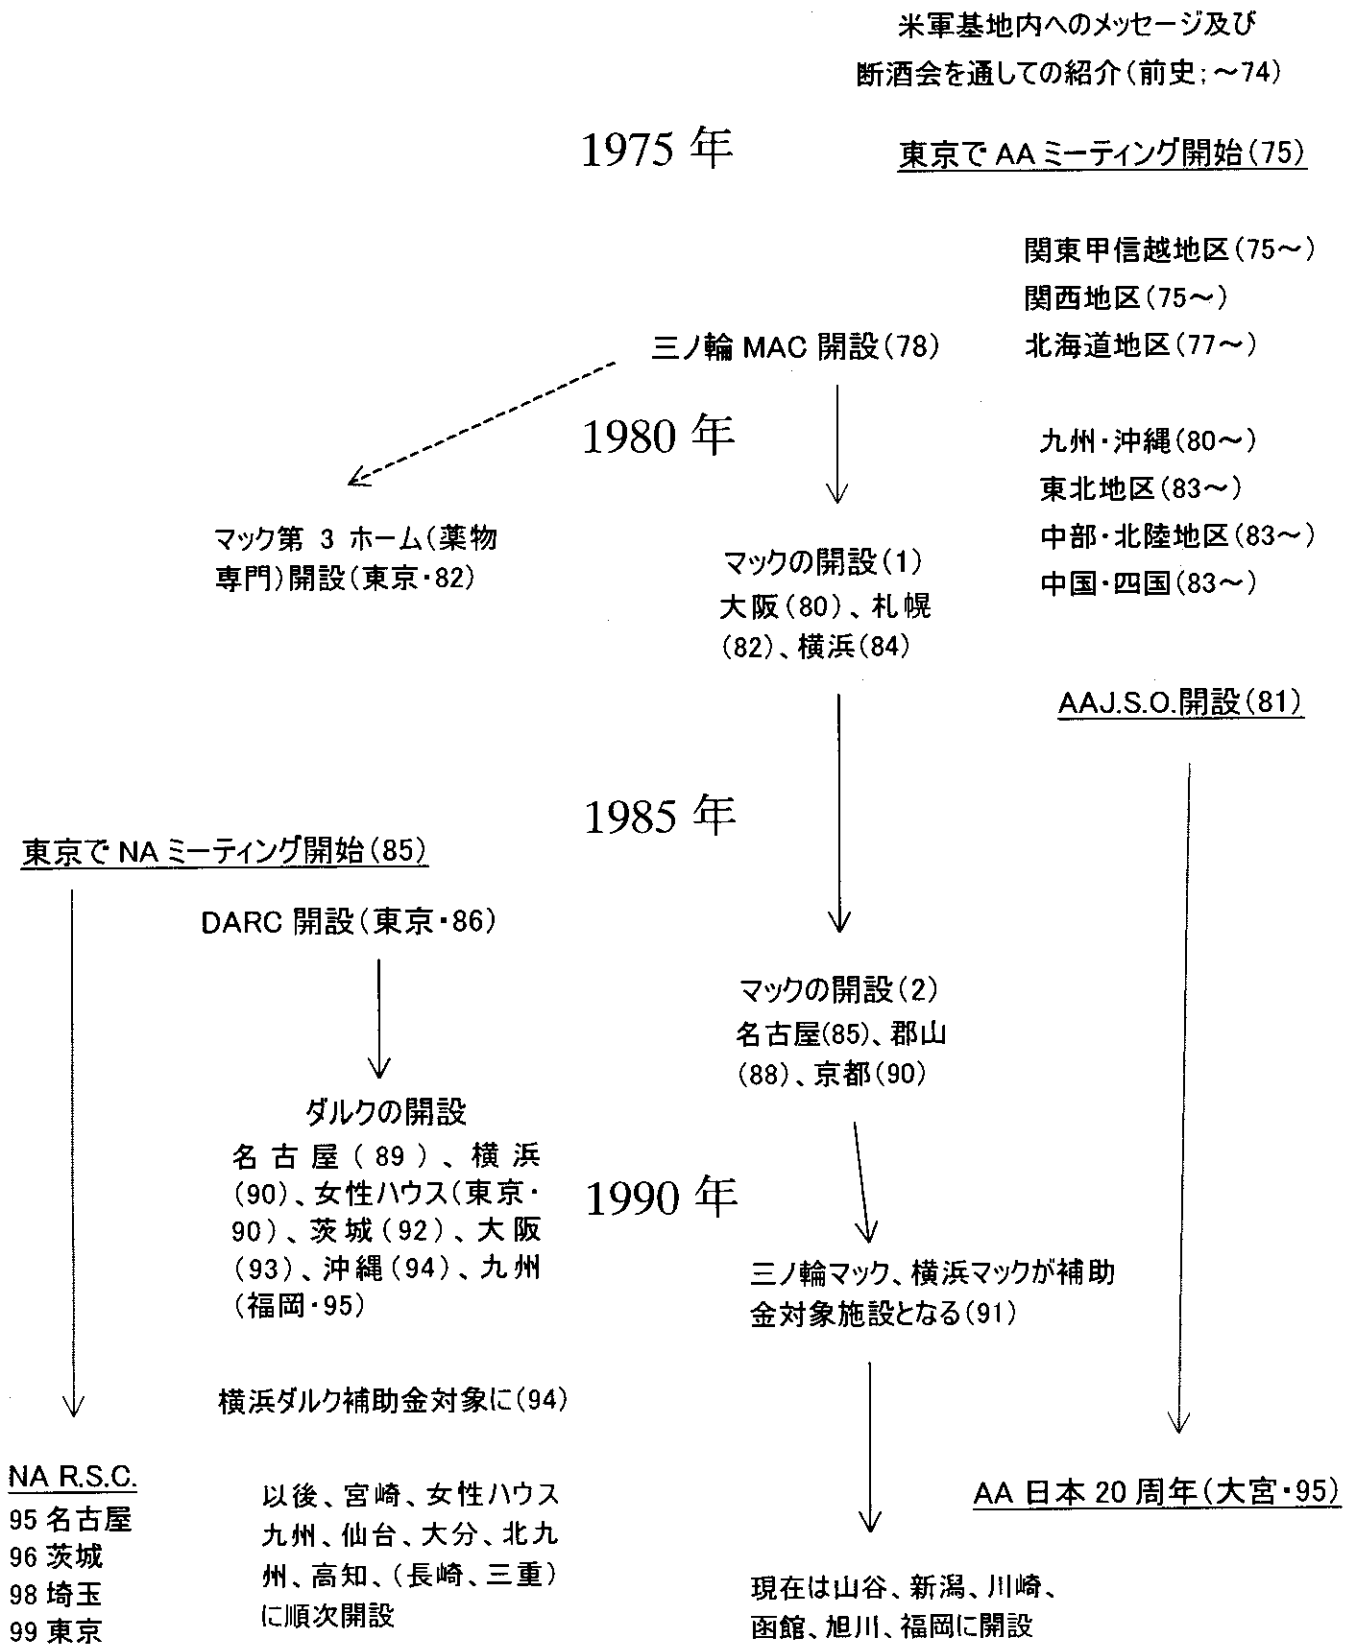 米軍基地内へのメッセージ及び
断酒会を通しての紹介(前史;~74)
1975 年
東京で AA ミーティング開始(75)
関東甲信越地区(75~)
関西地区(75~)
北海道地区(77~)
三ノ輪 MAC 開設(78)
1980 年
九州・沖縄(80~)
東北地区(83~)
中部・北陸地区(83~)
中国・四国(83~)
マック第 3 ホーム(薬物
専門)開設(東京・82)
マックの開設(1)
大阪(80)、札幌
(82)、横浜(84)
AAJ.S.O.開設(81)
1985 年
東京で NA ミーティング開始(85)
DARC 開設(東京・86)
マックの開設(2)
名古屋(85)、郡山
(88)、京都(90)
ダルクの開設
名古屋(89)、横浜
(90)、女性ハウス(東京・
90)、茨城(92)、大阪
(93)、沖縄(94)、九州
(福岡・95)
1990 年
三ノ輪マック、横浜マックが補助
金対象施設となる(91)
横浜ダルク補助金対象に(94)
NA R.S.C.
95 名古屋
96 茨城
98 埼玉
99 東京
以後、宮崎、女性ハウス
九州、仙台、大分、北九
州、高知、(長崎、三重)
に順次開設
AA 日本 20 周年(大宮・95)
現在は山谷、新潟、川崎、
函館、旭川、福岡に開設